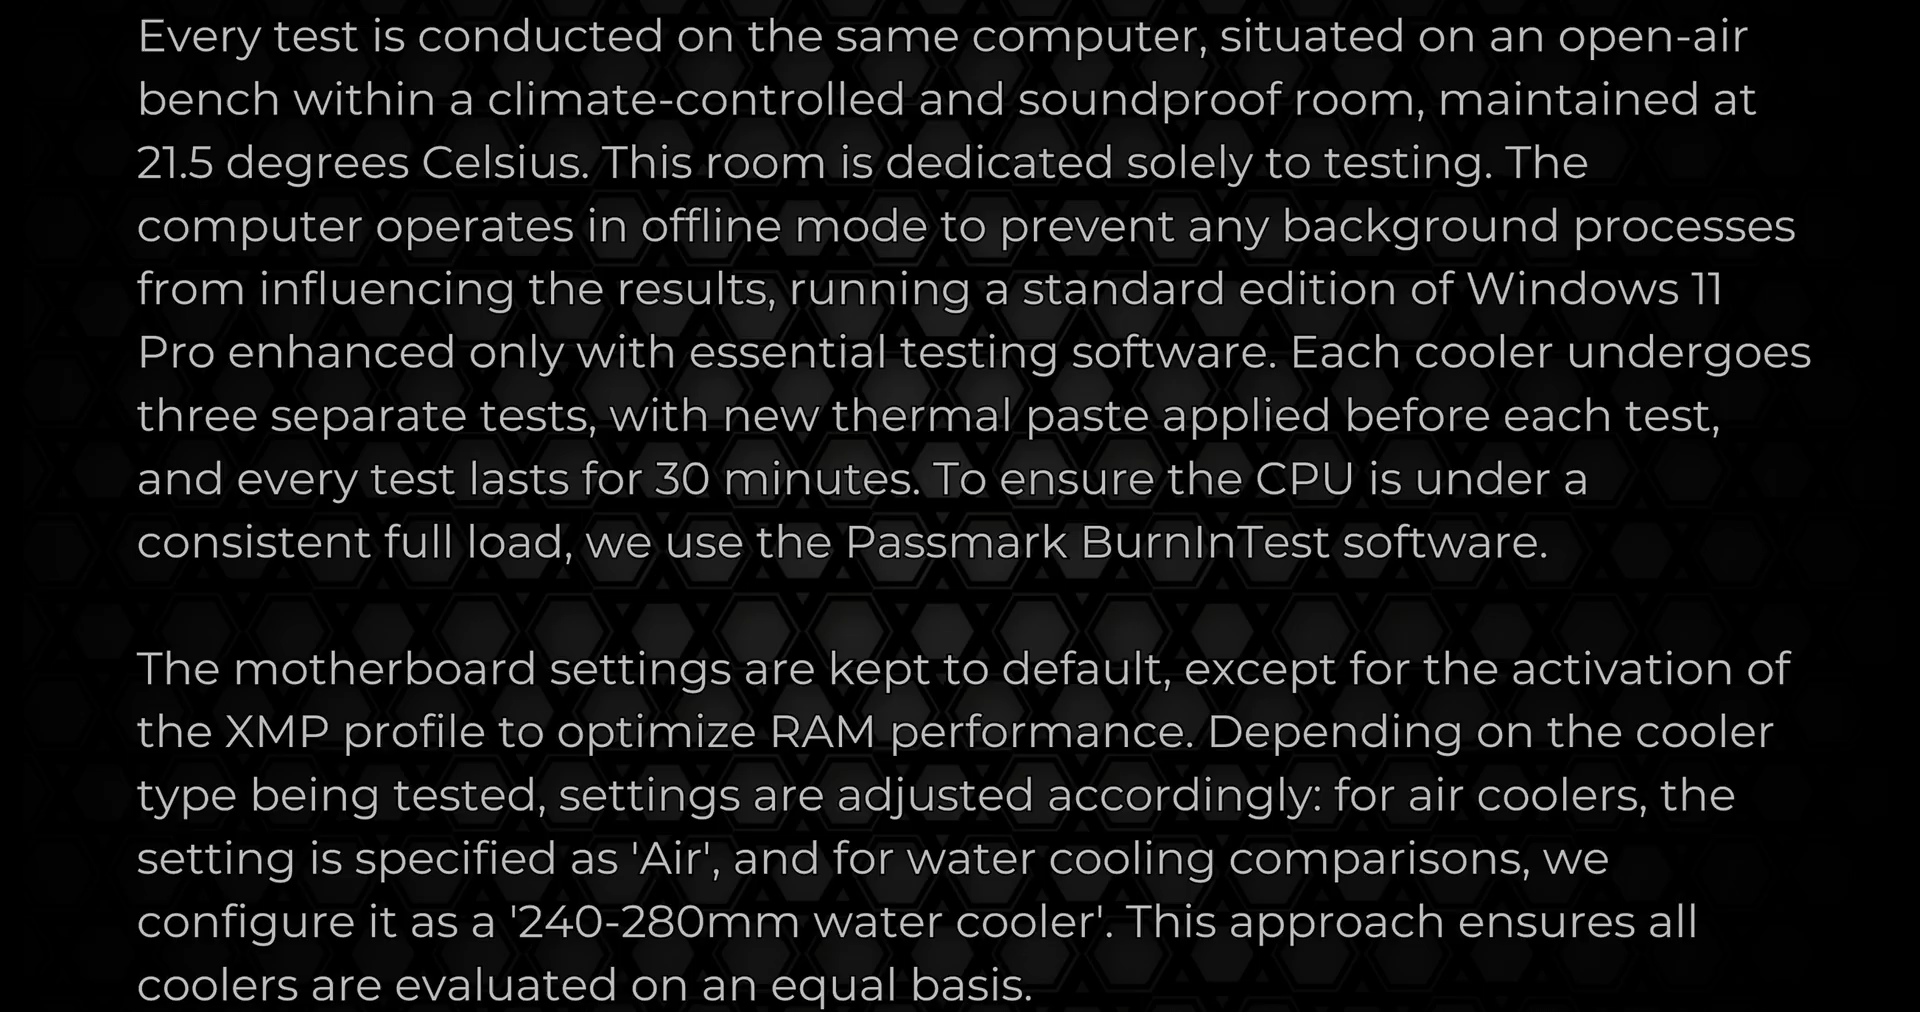 Every test is conducted on the same computer, situated on an open-air
bench within a climate-controlled and soundproof room, maintained at
21.5 degrees Celsius. This room is dedicated solely to testing. The
computer operates in offline mode to prevent any background processes
from influencing the results, running a standard edition of Windows 11
Pro enhanced only with essential testing software. Each cooler undergoes
three separate tests, with new thermal paste applied before each test,
and every test lasts for 30 minutes. To ensure the CPU is under a
consistent full load, we use the Passmark BurnInTest software.
The motherboard settings are kept to default, except for the activation of
the XMP profile to optimize RAM performance. Depending on the cooler
type being tested, settings are adjusted accordingly: for air coolers, the
setting is specified as 'Air', and for water cooling comparisons, we
configure it as a '240-280mm water cooler'. This approach ensures all
coolers are evaluated on an equal basis.